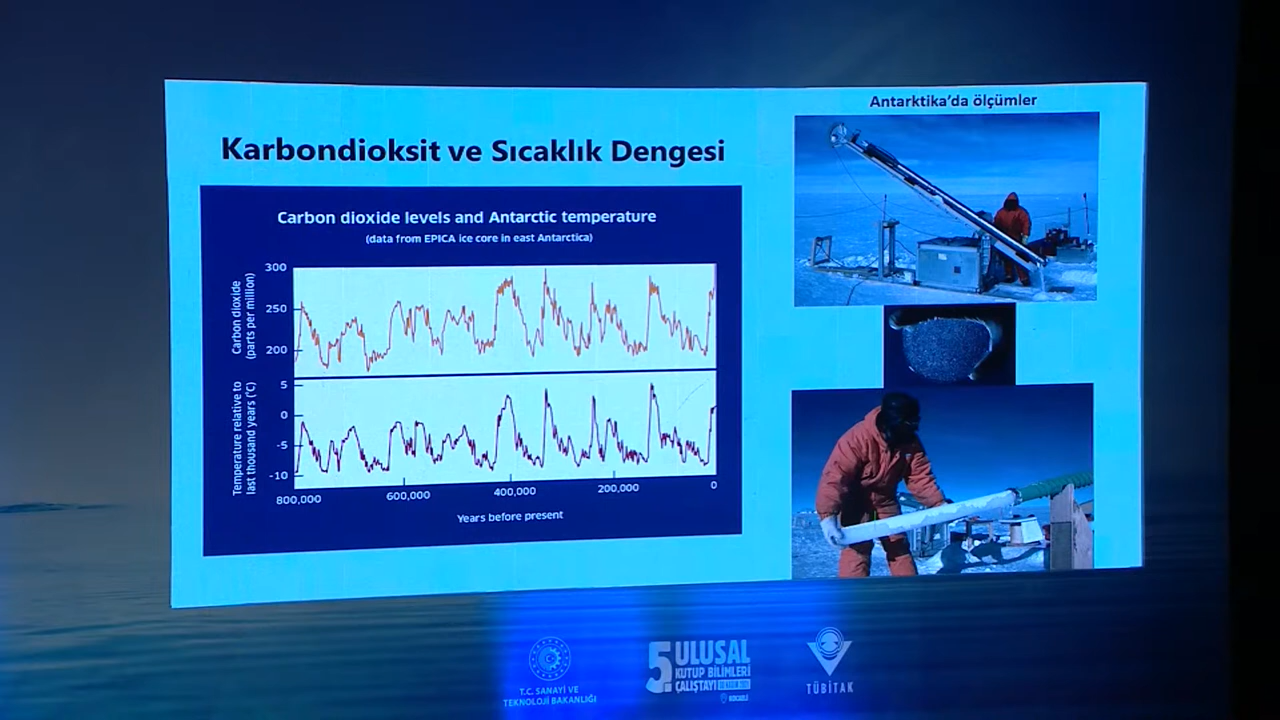 Antarktika'da ölçümler
Karbondioksit ve Sıcaklık Dengesi
Carbon dioxide levels and Antarctic temperature
(data from EPICA ice core in east Antarctica)
Carbon dioxide
(parts per million)
300
250
200
Temperature relative to
last thousand years (°C)
5
0
-5
-10
800,000
600,000
400,000
200,000
0
Years before present
T.C. SANAYİ VE
TEKNOLOJİ BAKANLIĞI
5. ULUSAL
KUTUP BİLİMLERİ
ÇALIŞTAYI
KOCAELİ
TÜBİTAK